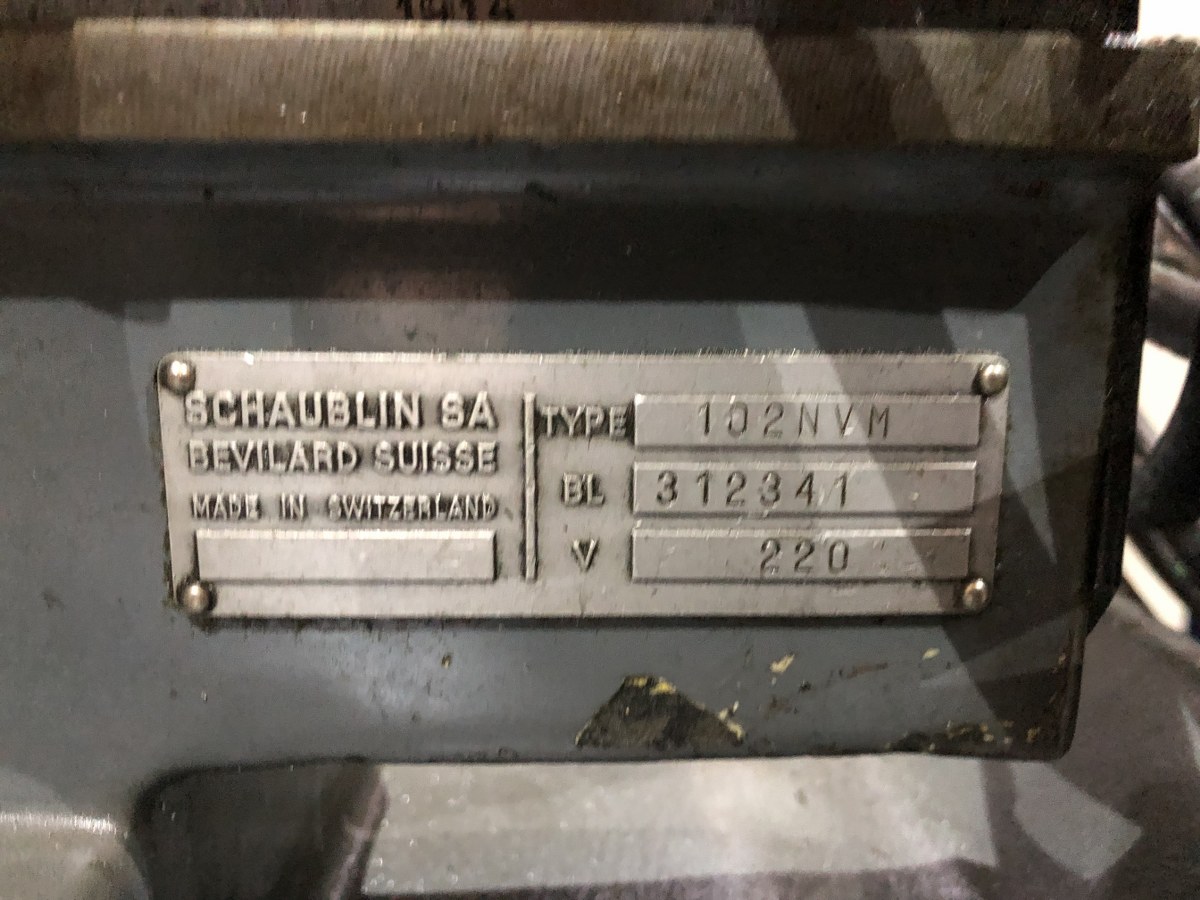 SCHAUBLIN SA
BEVILARD SUISSE
MADE IN SWITZERLAND
TYPE 102NVM
BL 312341
V 220